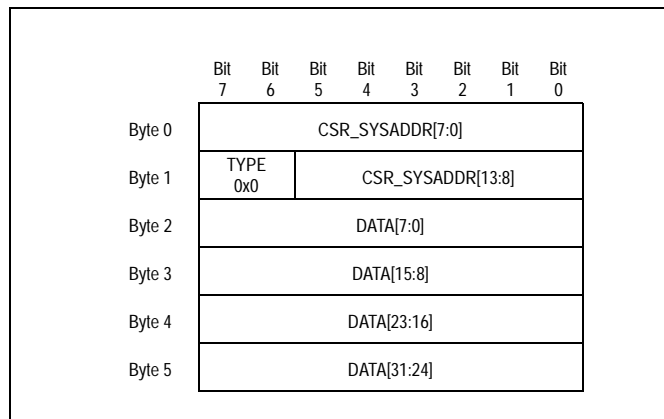 Bit Bit Bit Bit Bit Bit Bit Bit
7 6 5 4 3 2 1 0
Byte 0 CSR_SYSADDR[7:0]
Byte 1 TYPE 0x0 CSR_SYSADDR[13:8]
Byte 2 DATA[7:0]
Byte 3 DATA[15:8]
Byte 4 DATA[23:16]
Byte 5 DATA[31:24]